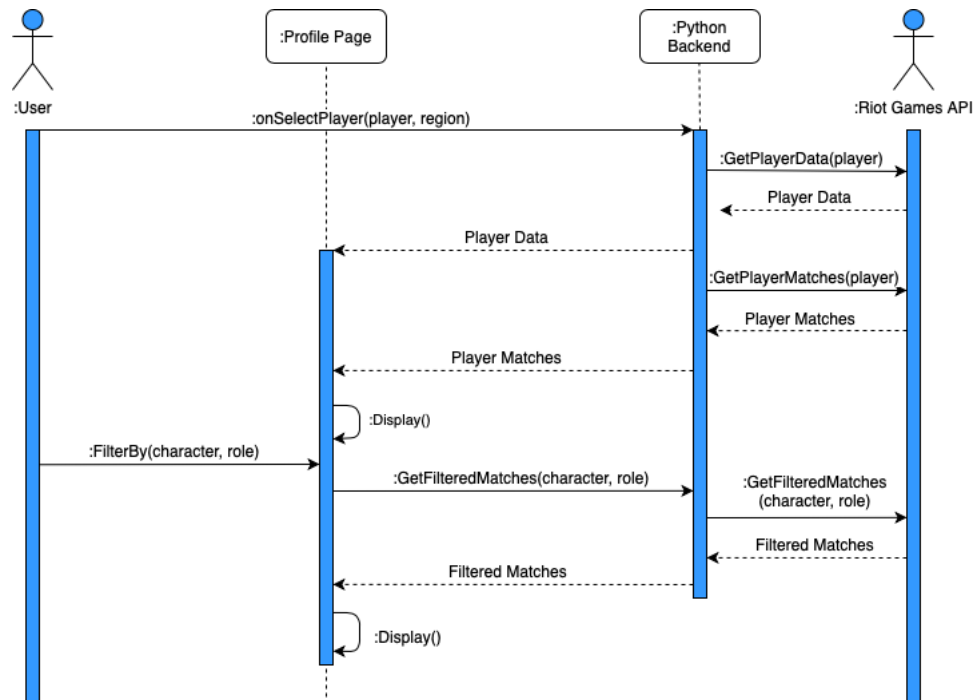 :Profile Page
:Python
Backend
:User
:Riot Games API
:onSelectPlayer(player, region)
:GetPlayerData(player)
Player Data
Player Data
:GetPlayerMatches(player)
Player Matches
Player Matches
:Display()
:FilterBy(character, role)
:GetFilteredMatches(character, role)
:GetFilteredMatches
(character, role)
Filtered Matches
Filtered Matches
:Display()